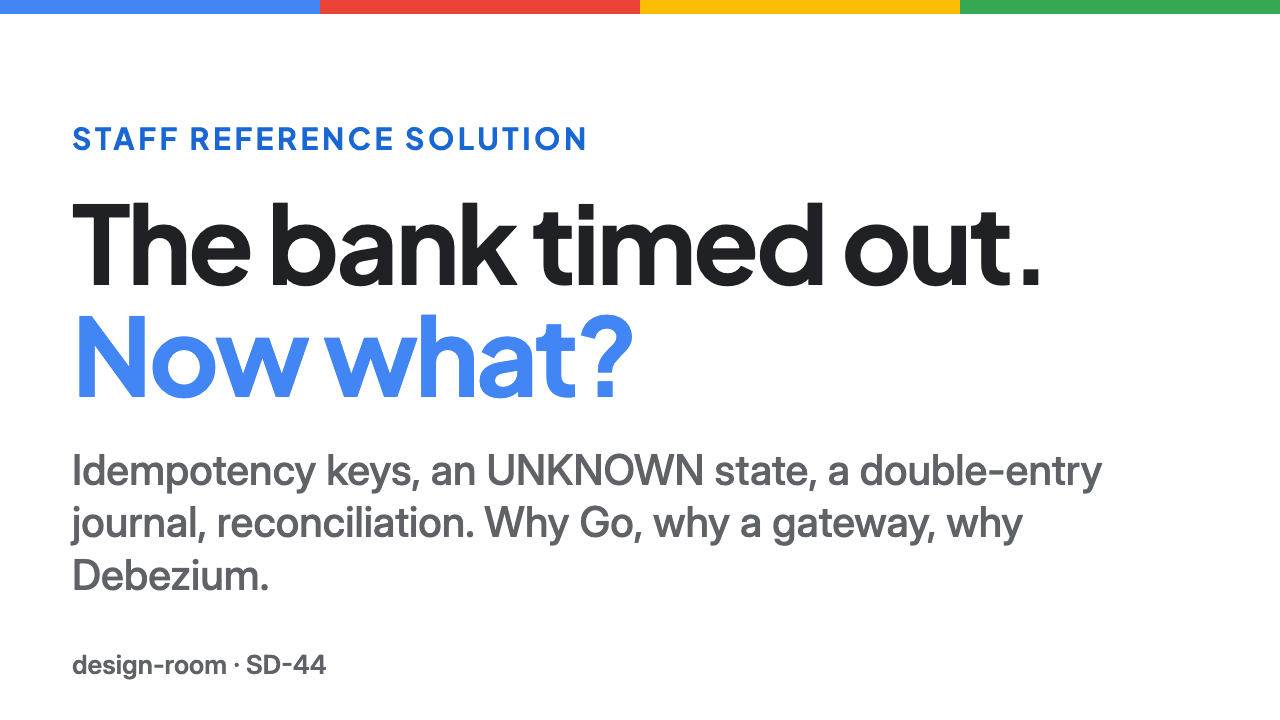 STAFF REFERENCE SOLUTION
The bank timed out.
Now what?
Idempotency keys, an UNKNOWN state, a double-entry
journal, reconciliation. Why Go, why a gateway, why
Debezium.
design-room · SD-44